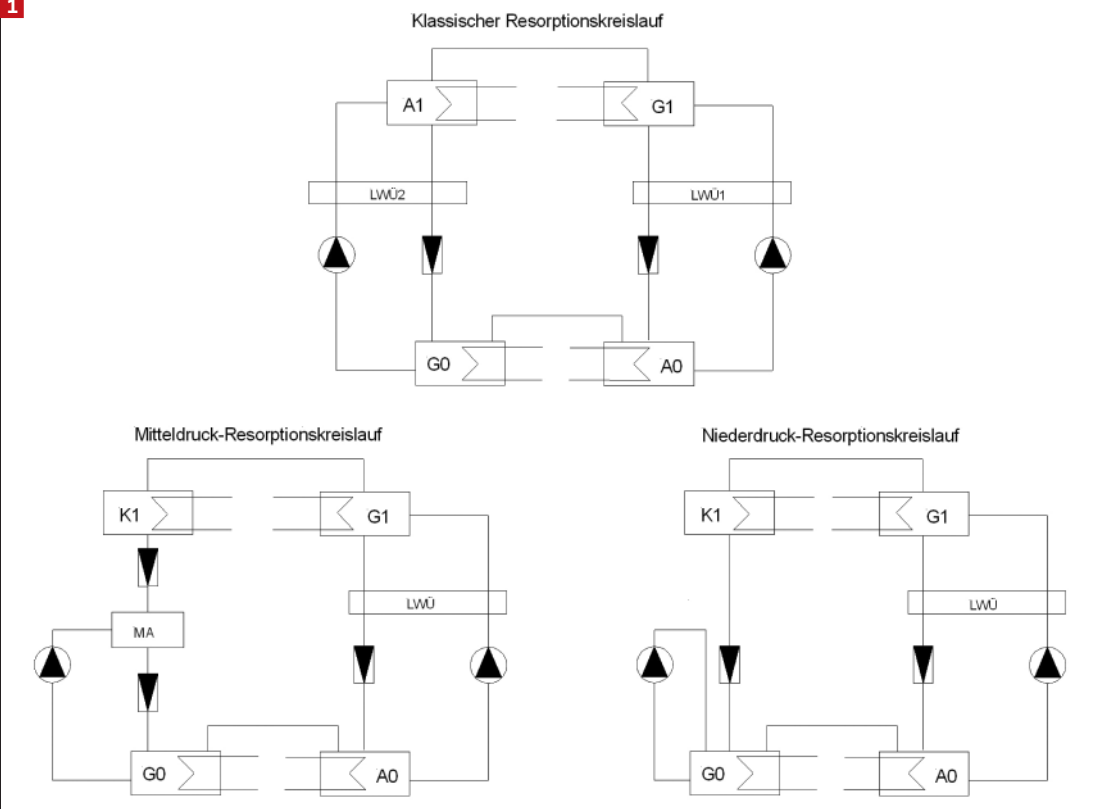 1
Klassischer Resorptionskreislauf
A1
G1
LWÜ2
LWÜ1
G0
A0
Mitteldruck-Resorptionskreislauf
Niederdruck-Resorptionskreislauf
K1
G1
K1
G1
LWÜ
LWÜ
MA
G0
A0
G0
A0